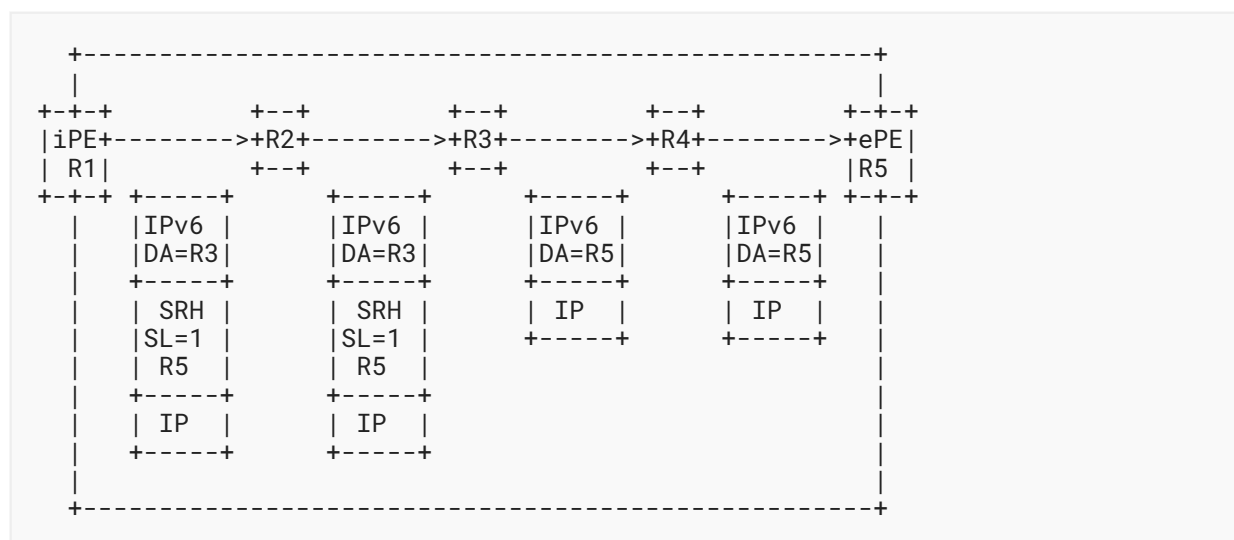 +-----------------------------------------------------+
|                                                     |
+-+-+         +--+         +--+         +--+         +-+-+
|iPE+-------->+R2+-------->+R3+-------->+R4+-------->+ePE|
| R1|         +--+         +--+         +--+         |R5 |
+-+-+ +-----+      +-----+      +-----+      +-----+ +-+-+
|   |IPv6 |      |IPv6 |      |IPv6 |      |IPv6 |   |
|   |DA=R3|      |DA=R3|      |DA=R5|      |DA=R5|   |
|   +-----+      +-----+      +-----+      +-----+   |
|   | SRH |      | SRH |      | IP  |      | IP  |   |
|   |SL=1 |      |SL=1 |      +-----+      +-----+   |
|   | R5  |      | R5  |                             |
|   +-----+      +-----+                             |
|   | IP  |      | IP  |                             |
|   +-----+      +-----+                             |
|                                                     |
+-----------------------------------------------------+